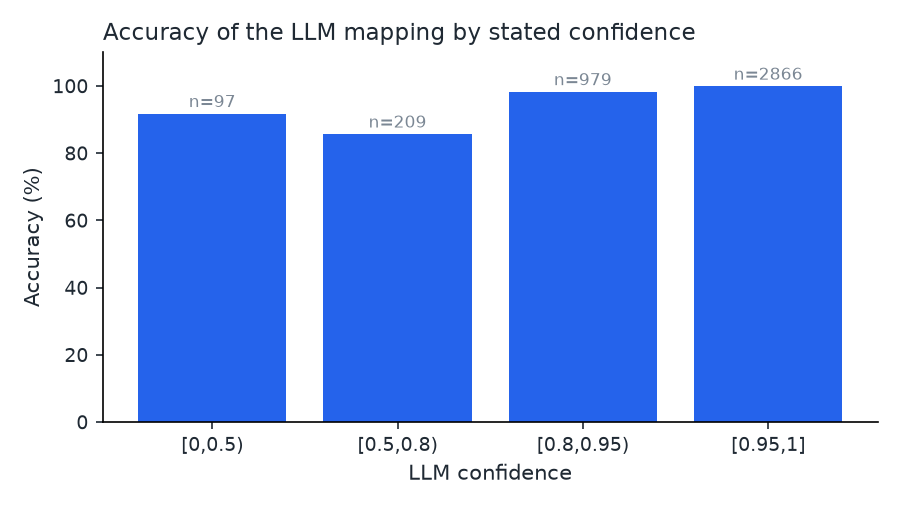 Accuracy of the LLM mapping by stated confidence
n=97
n=209
n=979
n=2866
100
80
60
40
20
0
Accuracy (%)
[0,0.5)
[0.5,0.8)
[0.8,0.95)
[0.95,1]
LLM confidence